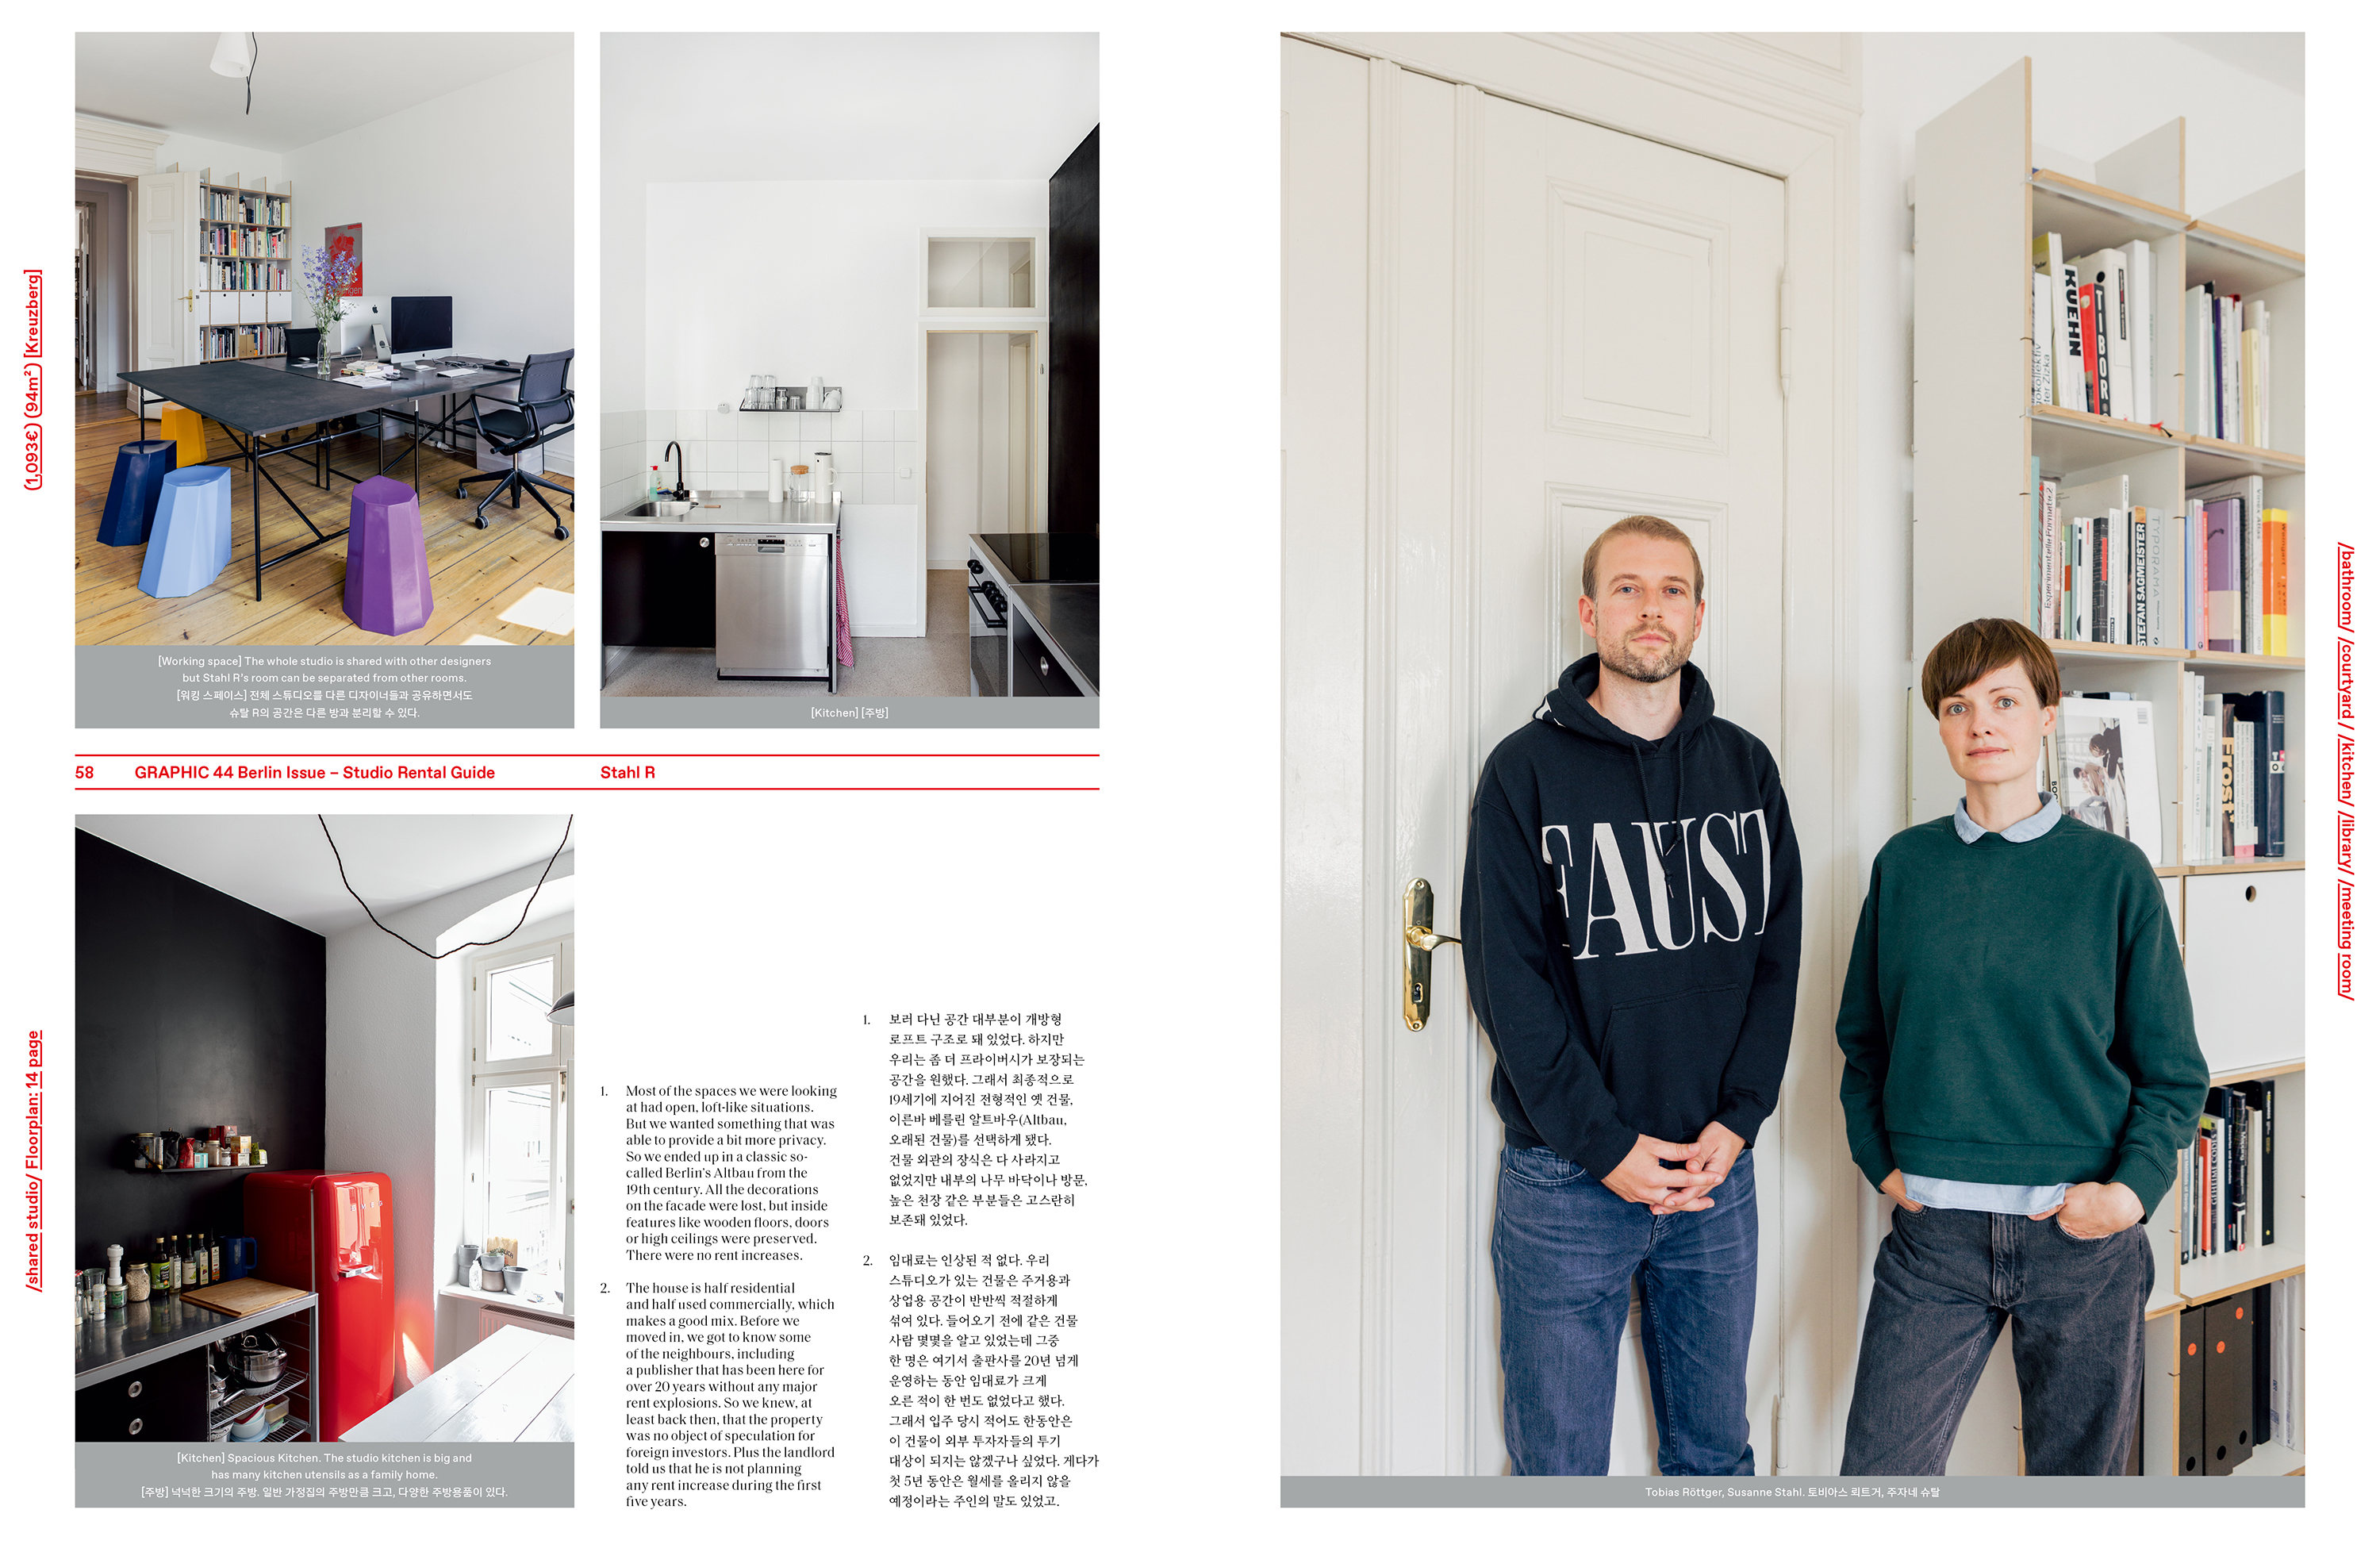 (1,093€) (94m²) [Kreuzberg]
/shared studio/ Floorplan: 14 page
[Working space] The whole studio is shared with other designers
but Stahl R's room can be separated from other rooms.
[워킹 스페이스] 전체 스튜디오를 다른 디자이너들과 공유하면서도
슈탈 R의 공간은 다른 방과 분리할 수 있다.
[Kitchen] [주방]
58 GRAPHIC 44 Berlin Issue – Studio Rental Guide Stahl R
[Kitchen] Spacious Kitchen. The studio kitchen is big and
has many kitchen utensils as a family home.
[주방] 넉넉한 크기의 주방. 일반 가정집의 주방만큼 크고, 다양한 주방용품이 있다.
1. Most of the spaces we were looking
at had open, loft-like situations.
But we wanted something that was
able to provide a bit more privacy.
So we ended up in a classic so-
called Berlin's Altbau from the
19th century. All the decorations
on the facade were lost, but inside
features like wooden floors, doors
or high ceilings were preserved.
There were no rent increases.
2. The house is half residential
and half used commercially, which
makes a good mix. Before we
moved in, we got to know some
of the neighbours, including
a publisher that has been here for
over 20 years without any major
rent explosions. So we knew, at
least back then, that the property
was no object of speculation for
foreign investors. Plus the landlord
told us that he is not planning
any rent increase during the first
five years.
1. 보러 다닌 공간 대부분이 개방형
로프트 구조로 돼 있었다. 하지만
우리는 좀 더 프라이버시가 보장되는
공간을 원했다. 그래서 최종적으로
19세기에 지어진 전형적인 옛 건물,
이른바 베를린 알트바우(Altbau,
오래된 건물)를 선택하게 됐다.
건물 외관의 장식은 다 사라지고
없었지만 내부의 나무 바닥이나 방문,
높은 천장 같은 부분들은 고스란히
보존돼 있었다.
2. 임대료는 인상된 적 없다. 우리
스튜디오가 있는 건물은 주거용과
상업용 공간이 반반씩 적절하게
섞여 있다. 들어오기 전에 같은 건물
사람 몇몇을 알고 있었는데 그중
한 명은 여기서 출판사를 20년 넘게
운영하는 동안 임대료가 크게
오른 적이 한 번도 없었다고 했다.
그래서 입주 당시 적어도 한동안은
이 건물이 외부 투자자들의 투기
대상이 되지는 않겠구나 싶었다. 게다가
첫 5년 동안은 월세를 올리지 않을
예정이라는 주인의 말도 있었고.
FAUST
KUEHN
TIBOR
Experimentelle Formate 2
STEFAN SAGMEISTER
TYPORAMA
Frost
Tobias Röttger, Susanne Stahl. 토비아스 뢰트거, 주자네 슈탈
/bathroom/ /courtyard / /kitchen/ /library/ /meeting room/